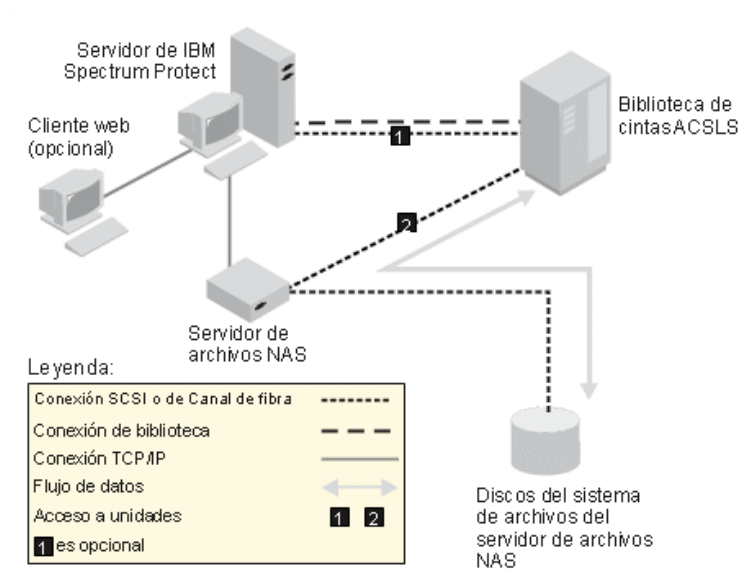 Servidor de IBM
Spectrum Protect
Cliente web
(opcional)
Biblioteca de
cintas ACSLS
1
2
Servidor de
archivos NAS
Leyenda:
Conexión SCSI o de Canal de fibra
Conexión de biblioteca
Conexión TCP/IP
Flujo de datos
Acceso a unidades 1 2
1 es opcional
Discos del sistema
de archivos del
servidor de archivos
NAS